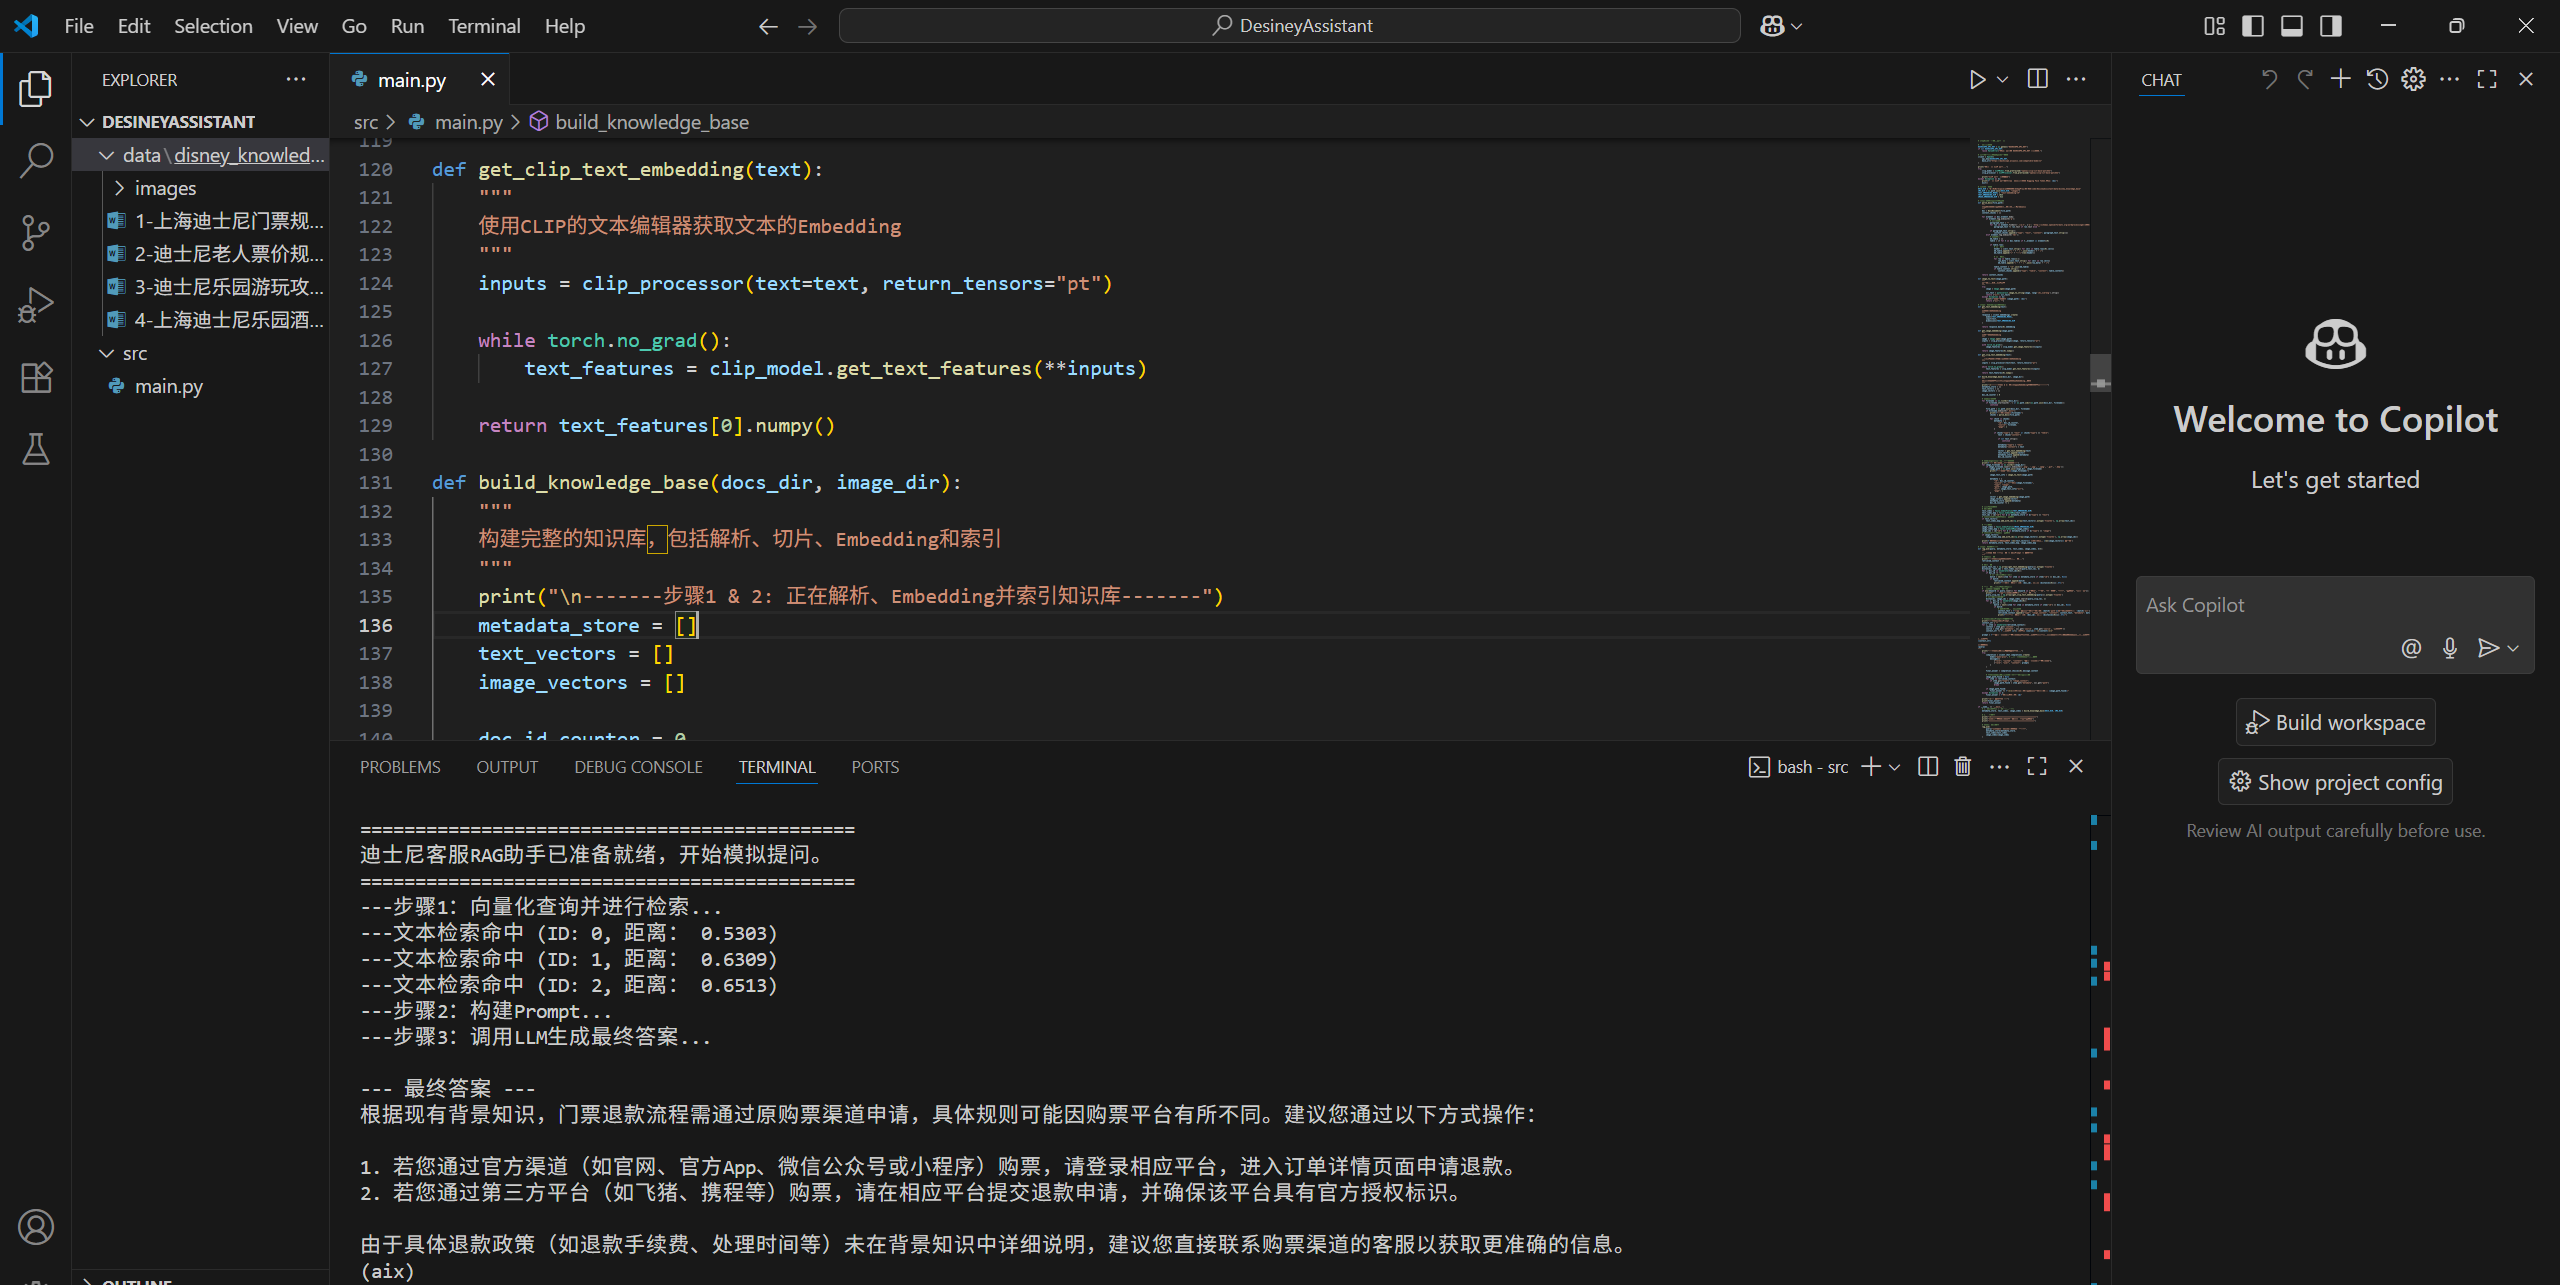 File Edit Selection View Go Run Terminal Help
DesineyAssistant
EXPLORER
DESINEYASSISTANT
data\disney_knowled...
images
1-上海迪士尼门票规...
2-迪士尼老人票价规...
3-迪士尼乐园游玩攻...
4-上海迪士尼乐园酒...
src
main.py
OUTLINE
main.py
src > main.py > build_knowledge_base
119
120 def get_clip_text_embedding(text):
121 """
122 使用CLIP的文本编辑器获取文本的Embedding
123 """
124 inputs = clip_processor(text=text, return_tensors="pt")
125
126 while torch.no_grad():
127 text_features = clip_model.get_text_features(**inputs)
128
129 return text_features[0].numpy()
130
131 def build_knowledge_base(docs_dir, image_dir):
132 """
133 构建完整的知识库，包括解析、切片、Embedding和索引
134 """
135 print("\n-------步骤1 & 2: 正在解析、Embedding并索引知识库-------")
136 metadata_store = []
137 text_vectors = []
138 image_vectors = []
139
140 doc_id_counter = 0
PROBLEMS OUTPUT DEBUG CONSOLE TERMINAL PORTS
bash - src
=============================================
迪士尼客服RAG助手已准备就绪，开始模拟提问。
=============================================
---步骤1：向量化查询并进行检索...
---文本检索命中 (ID: 0, 距离： 0.5303)
---文本检索命中 (ID: 1, 距离： 0.6309)
---文本检索命中 (ID: 2, 距离： 0.6513)
---步骤2：构建Prompt...
---步骤3：调用LLM生成最终答案...
--- 最终答案 ---
根据现有背景知识，门票退款流程需通过原购票渠道申请，具体规则可能因购票平台有所不同。建议您通过以下方式操作：
1. 若您通过官方渠道（如官网、官方App、微信公众号或小程序）购票，请登录相应平台，进入订单详情页面申请退款。
2. 若您通过第三方平台（如飞猪、携程等）购票，请在相应平台提交退款申请，并确保该平台具有官方授权标识。
由于具体退款政策（如退款手续费、处理时间等）未在背景知识中详细说明，建议您直接联系购票渠道的客服以获取更准确的信息。
(aix)
CHAT
Welcome to Copilot
Let's get started
Ask Copilot
Build workspace
Show project config
Review AI output carefully before use.